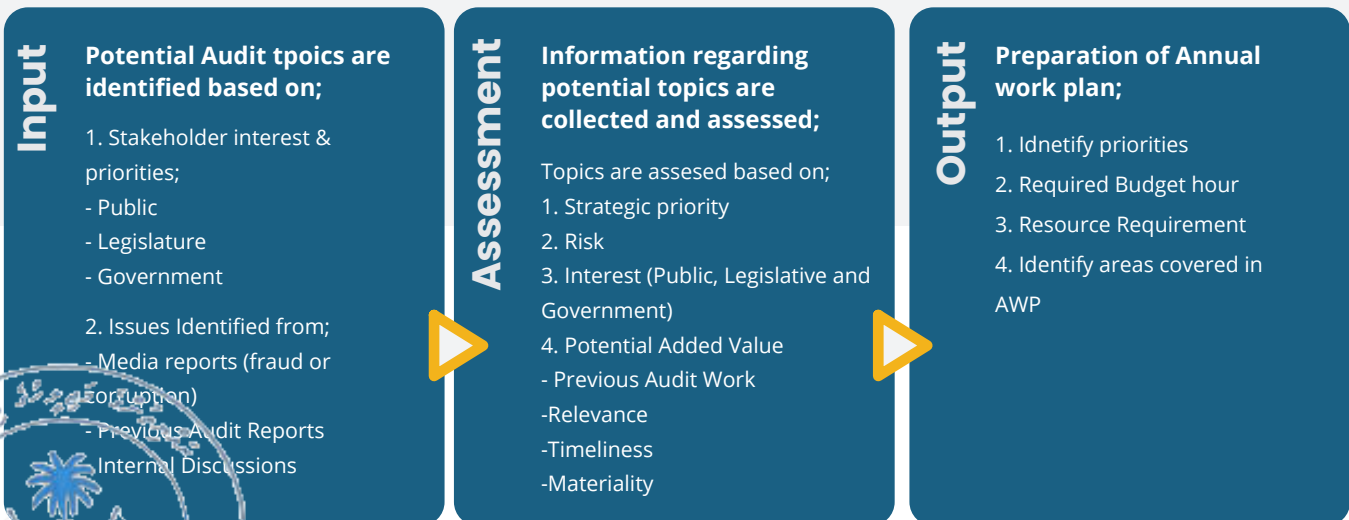 Input
Potential Audit tpoics are
identified based on;
1. Stakeholder interest &
priorities;
- Public
- Legislature
- Government
2. Issues Identified from;
- Media reports (fraud or
corruption)
- Previous Audit Reports
- Internal Discussions
Assessment
Information regarding
potential topics are
collected and assessed;
Topics are assesed based on;
1. Strategic priority
2. Risk
3. Interest (Public, Legislative and
Government)
4. Potential Added Value
- Previous Audit Work
-Relevance
-Timeliness
-Materiality
Output
Preparation of Annual
work plan;
1. Idnetify priorities
2. Required Budget hour
3. Resource Requirement
4. Identify areas covered in
AWP